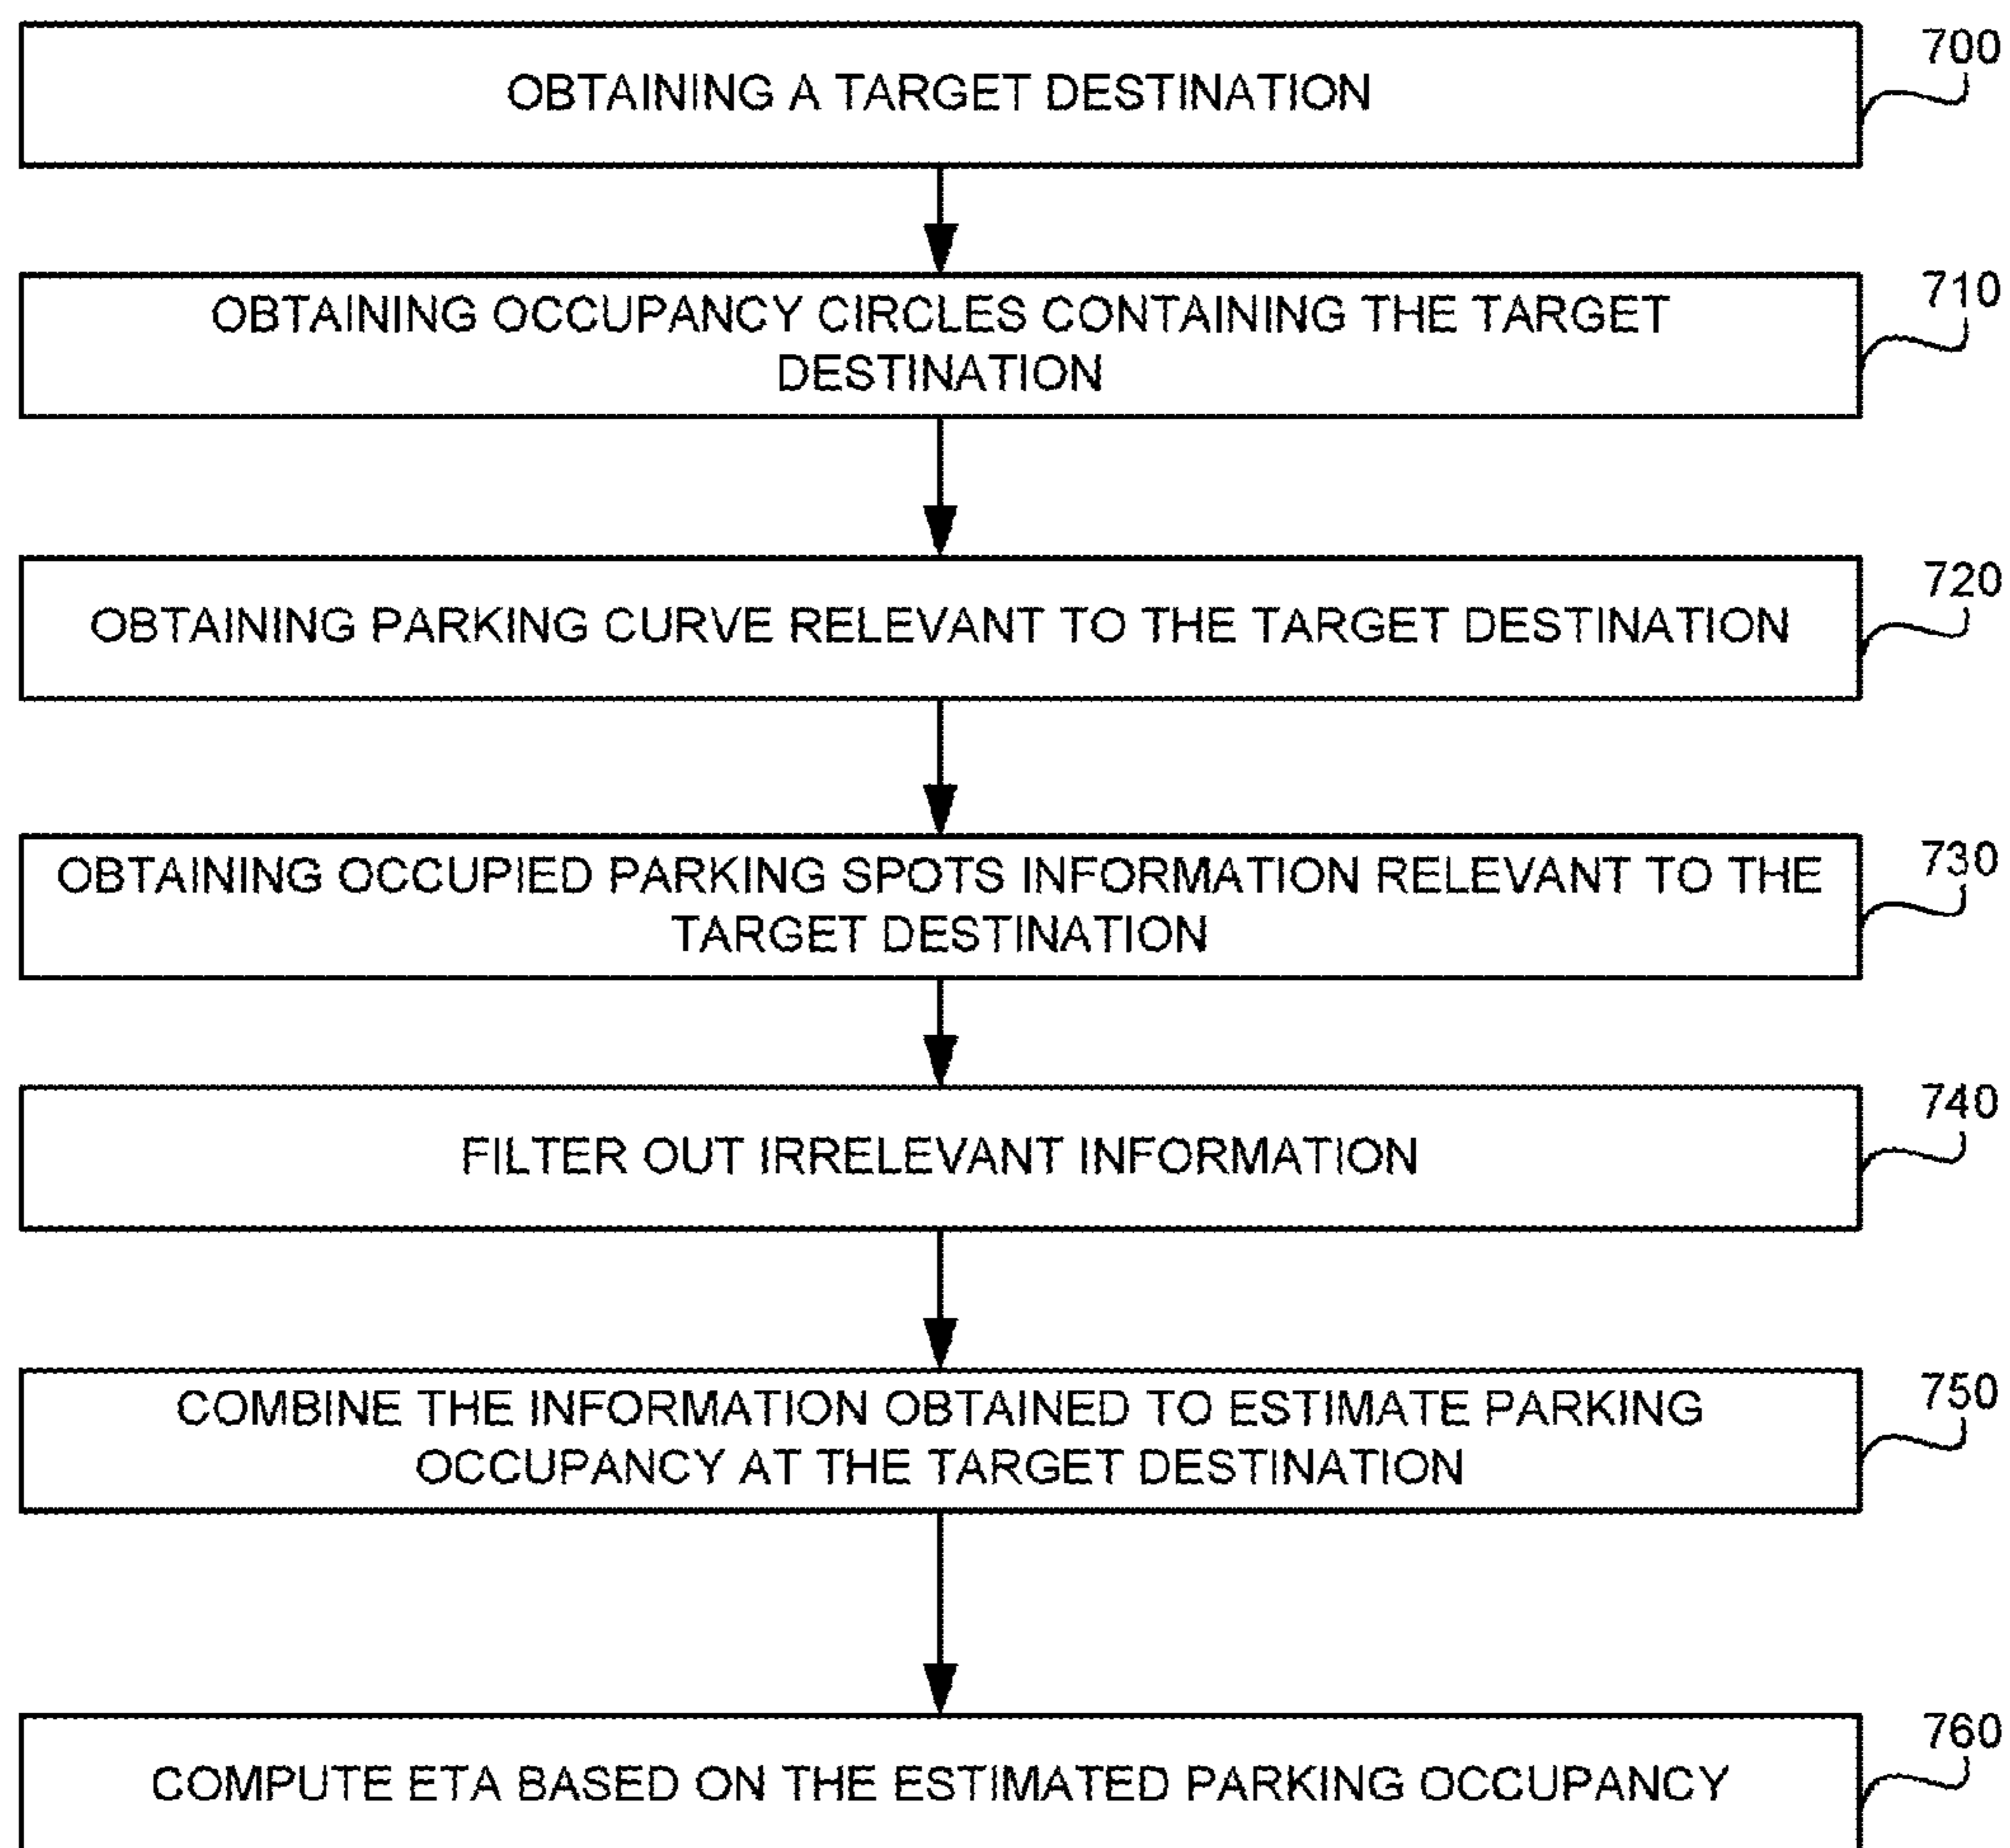 700
OBTAINING A TARGET DESTINATION
710
OBTAINING OCCUPANCY CIRCLES CONTAINING THE TARGET
DESTINATION
720
OBTAINING PARKING CURVE RELEVANT TO THE TARGET DESTINATION
730
OBTAINING OCCUPIED PARKING SPOTS INFORMATION RELEVANT TO THE
TARGET DESTINATION
740
FILTER OUT IRRELEVANT INFORMATION
750
COMBINE THE INFORMATION OBTAINED TO ESTIMATE PARKING
OCCUPANCY AT THE TARGET DESTINATION
760
COMPUTE ETA BASED ON THE ESTIMATED PARKING OCCUPANCY